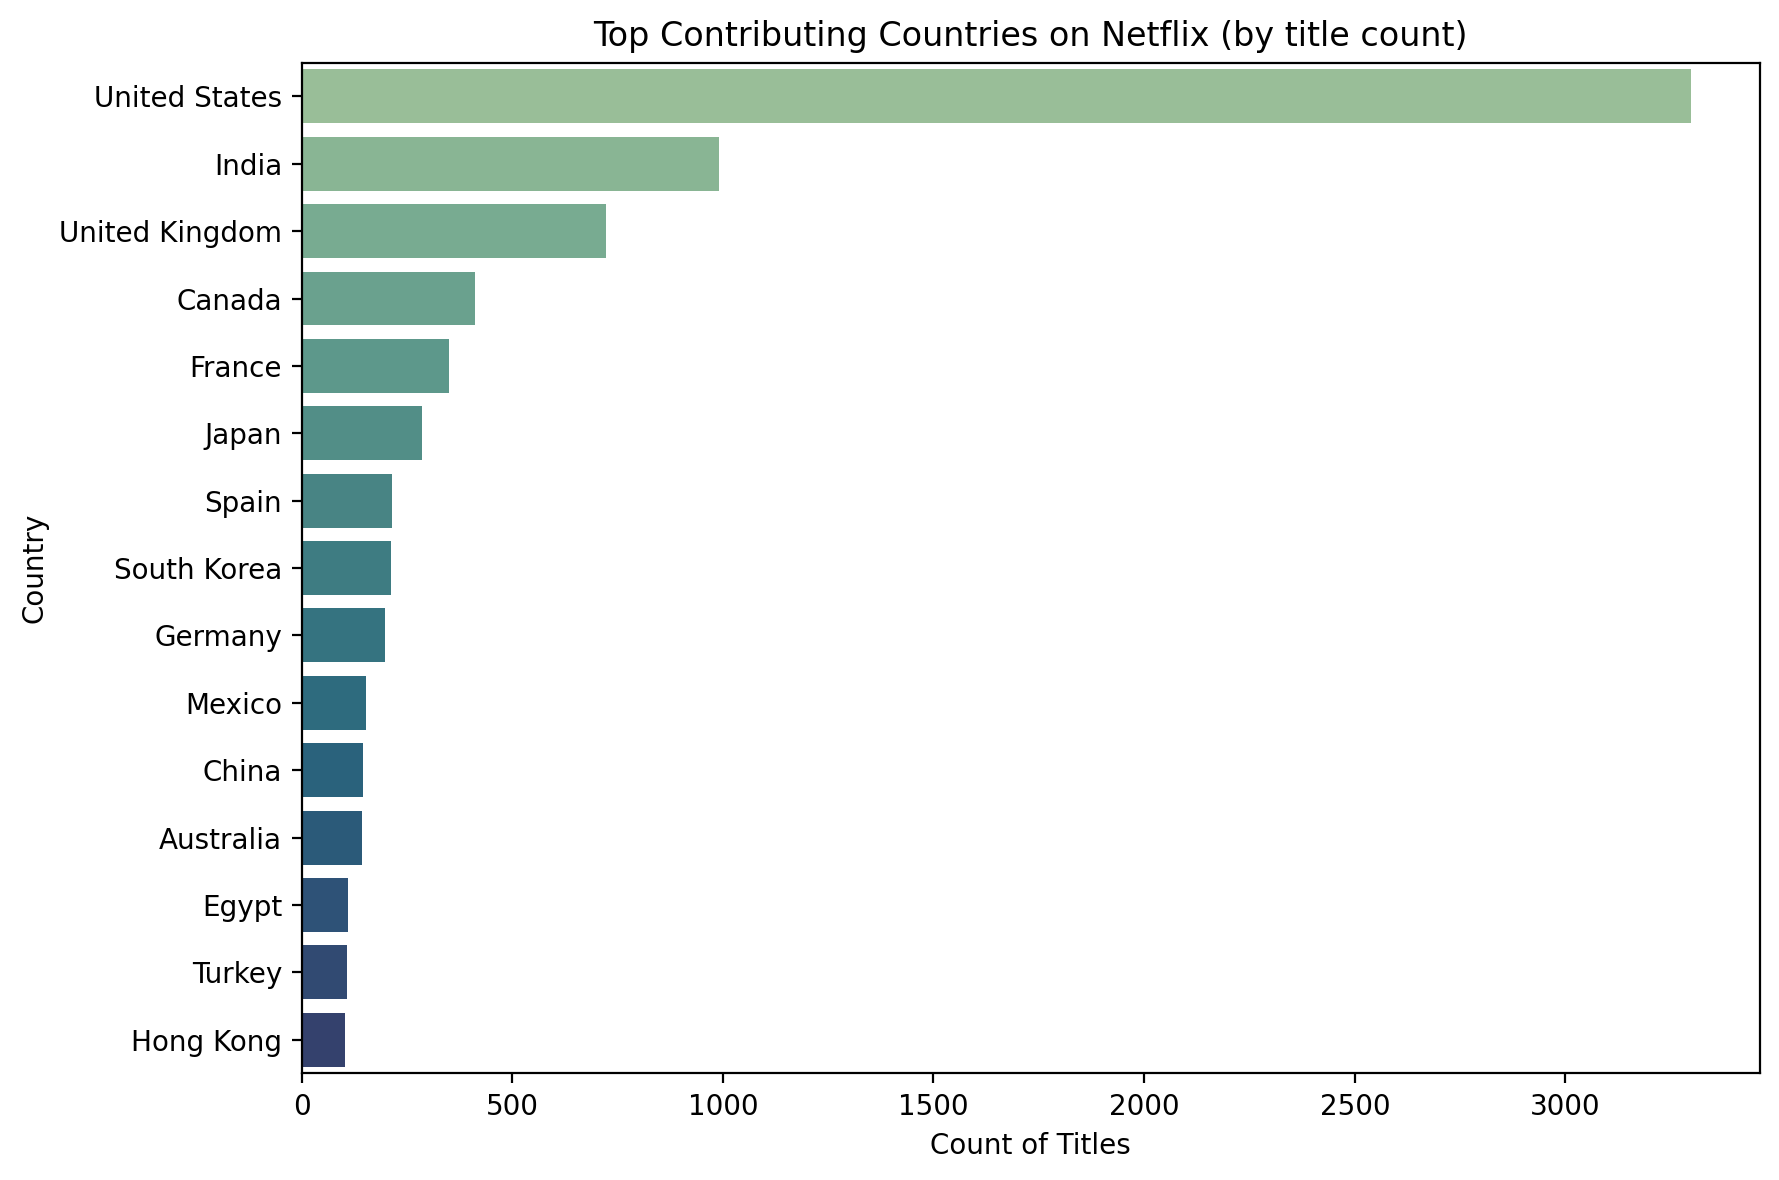 Top Contributing Countries on Netflix (by title count)
United States
India
United Kingdom
Canada
France
Japan
Spain
South Korea
Germany
Mexico
China
Australia
Egypt
Turkey
Hong Kong
Country
0 500 1000 1500 2000 2500 3000
Count of Titles